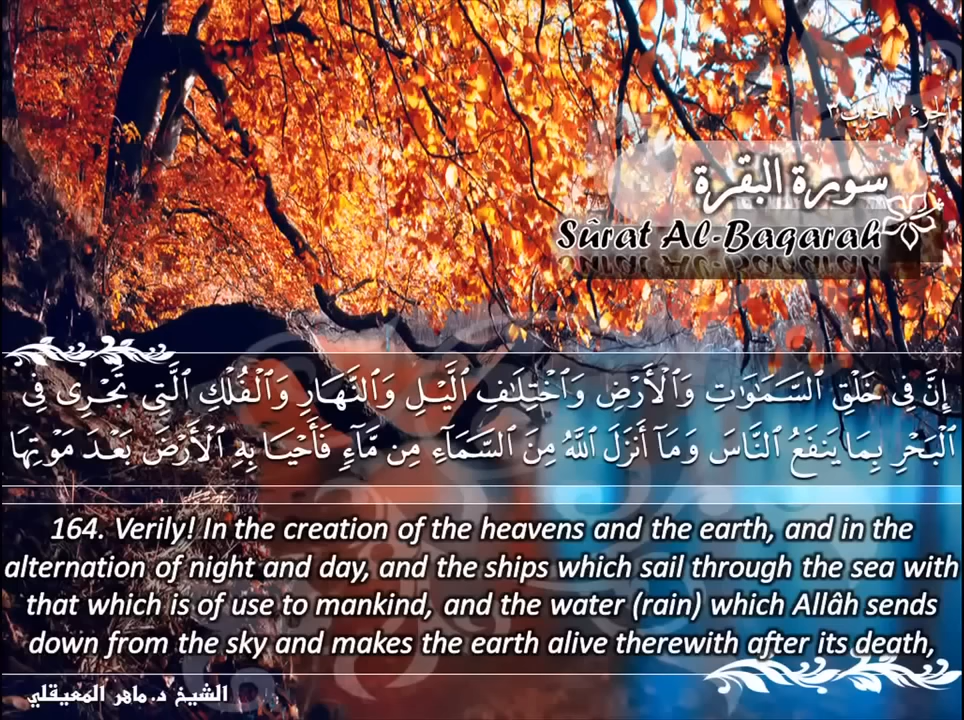 الجزء ٢ الحزب ٣
سورة البقرة
Sûrat Al-Baqarah
إِنَّ فِى خَلْقِ ٱلسَّمَـٰوَٰتِ وَٱلْأَرْضِ وَٱخْتِلَـٰفِ ٱلَّيْلِ وَٱلنَّهَارِ وَٱلْفُلْكِ ٱلَّتِى تَجْرِى فِى
ٱلْبَحْرِ بِمَا يَنفَعُ ٱلنَّاسَ وَمَآ أَنزَلَ ٱللَّهُ مِنَ ٱلسَّمَآءِ مِن مَّآءٍ فَأَحْيَا بِهِ ٱلْأَرْضَ بَعْدَ مَوْتِهَا
164. Verily! In the creation of the heavens and the earth, and in the
alternation of night and day, and the ships which sail through the sea with
that which is of use to mankind, and the water (rain) which Allâh sends
down from the sky and makes the earth alive therewith after its death,
الشيخ د. ماهر المعيقلي